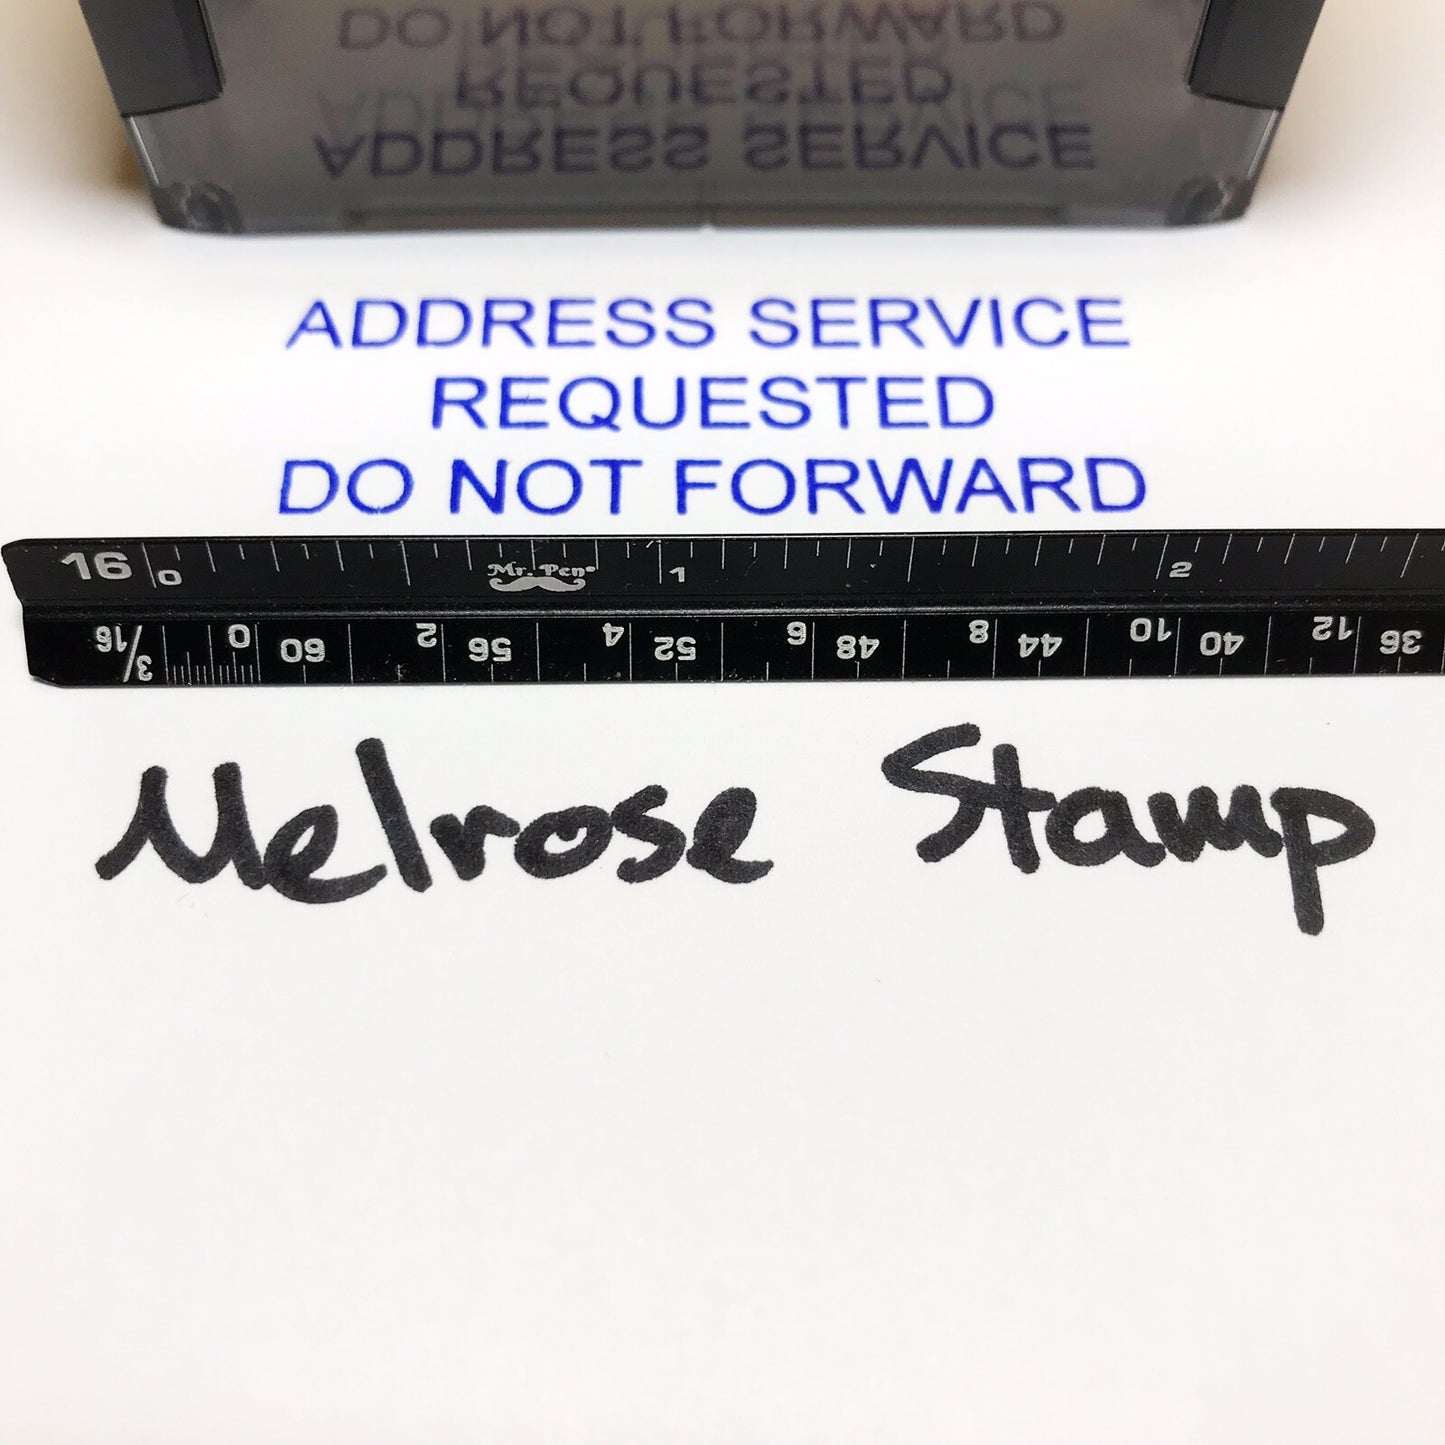 DO NOT FORWARD
REQUESTED
ADDRESS SERVICE
ADDRESS SERVICE
REQUESTED
DO NOT FORWARD
16 0 Mr. Pen® 1 2
3/16 0 60 2 56 4 52 6 48 8 44 10 40 12 36
Melrose Stamp